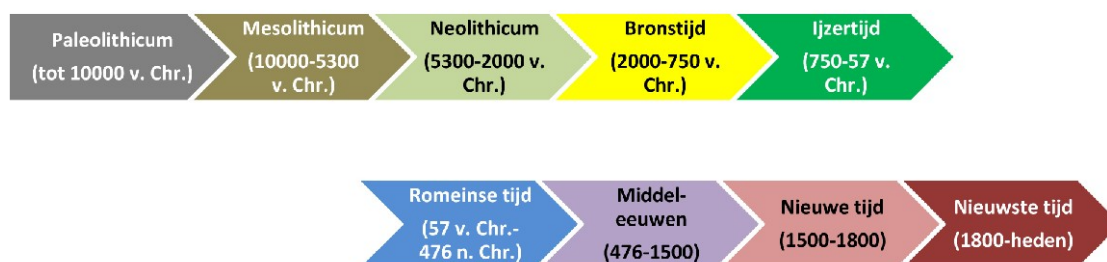 Paleolithicum
(tot 10000 v. Chr.)
Mesolithicum
(10000-5300
v. Chr.)
Neolithicum
(5300-2000 v.
Chr.)
Bronstijd
(2000-750 v.
Chr.)
Ijzertijd
(750-57 v.
Chr.)
Romeinse tijd
(57 v. Chr.-
476 n. Chr.)
Middel-
eeuwen
(476-1500)
Nieuwe tijd
(1500-1800)
Nieuwste tijd
(1800-heden)